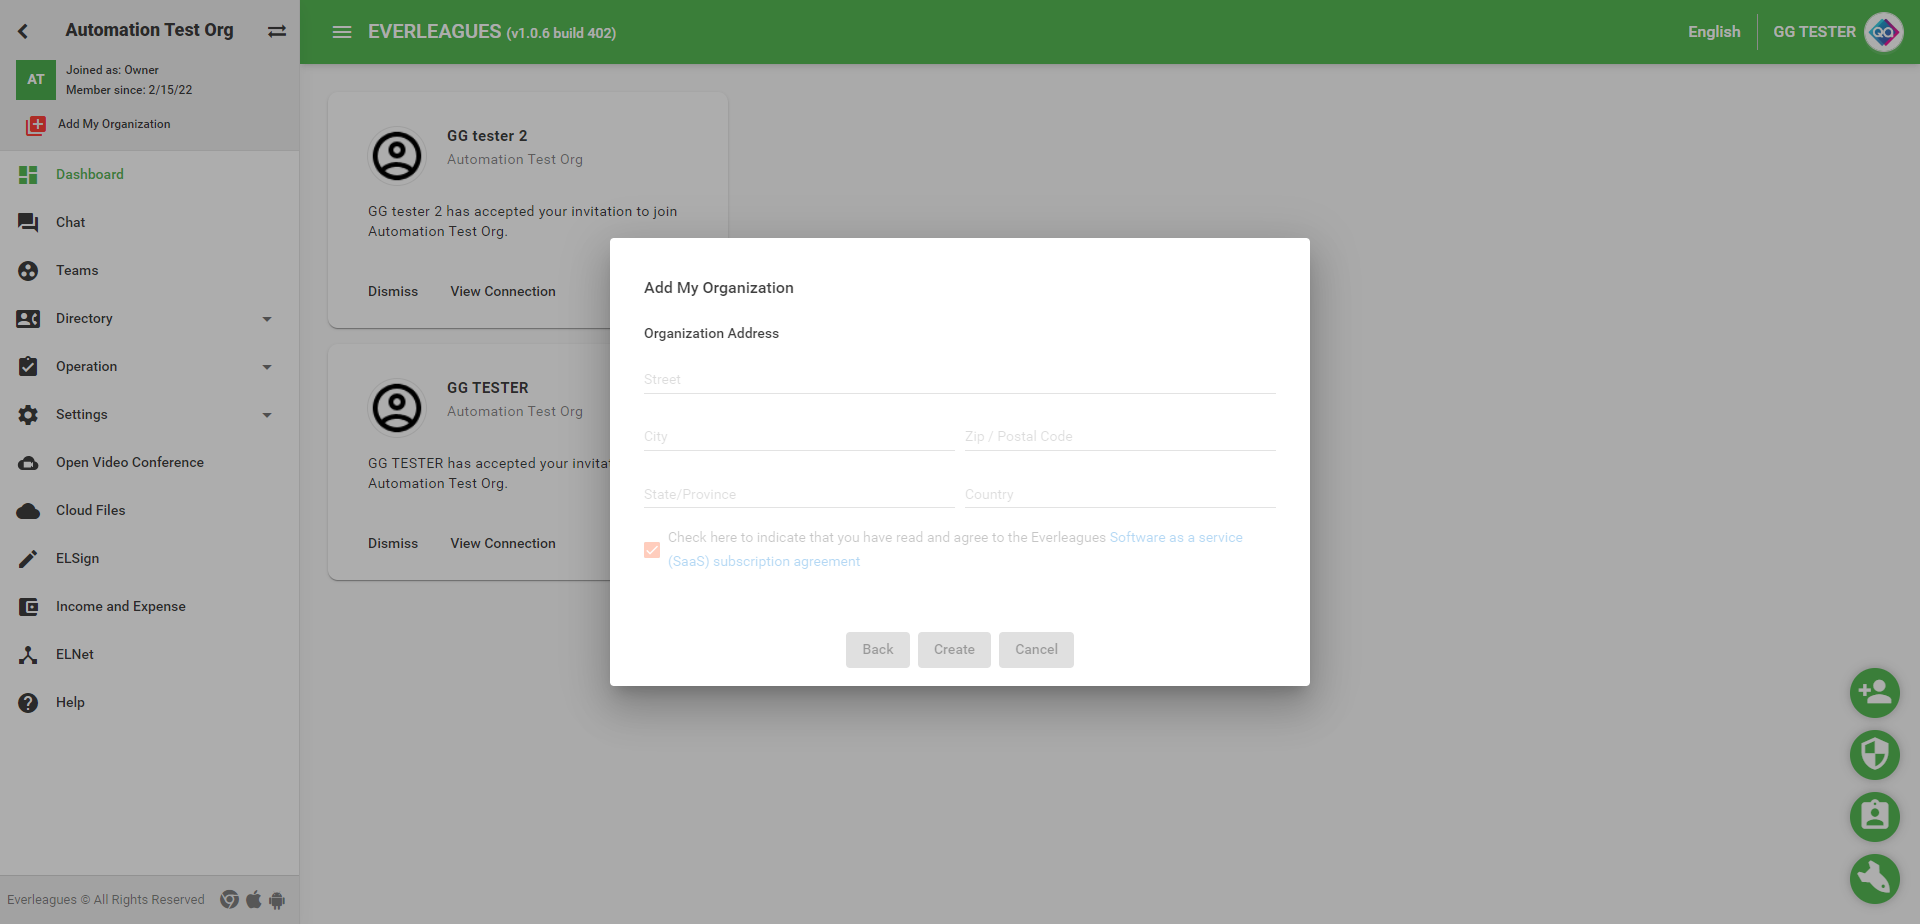 Automation Test Org
AT
Joined as: Owner
Member since: 2/15/22
Add My Organization
Dashboard
Chat
Teams
Directory
Operation
Settings
Open Video Conference
Cloud Files
ELSign
Income and Expense
ELNet
Help
Everleagues © All Rights Reserved
EVERLEAGUES (v1.0.6 build 402)
English
GG TESTER
QA
GG tester 2
Automation Test Org
GG tester 2 has accepted your invitation to join
Automation Test Org.
Dismiss
View Connection
GG TESTER
Automation Test Org
GG TESTER has accepted your
Automation Test Org.
Dismiss
View Connection
Add My Organization
Organization Address
Street
City
Zip / Postal Code
State/Province
Country
Check here to indicate that you have read and agree to the Everleagues Software as a service
(SaaS) subscription agreement
Back
Create
Cancel